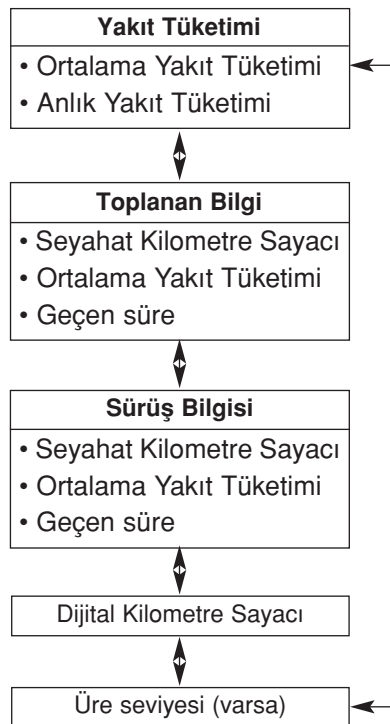 Yakıt Tüketimi
• Ortalama Yakıt Tüketimi
• Anlık Yakıt Tüketimi
Toplanan Bilgi
• Seyahat Kilometre Sayacı
• Ortalama Yakıt Tüketimi
• Geçen süre
Sürüş Bilgisi
• Seyahat Kilometre Sayacı
• Ortalama Yakıt Tüketimi
• Geçen süre
Dijital Kilometre Sayacı
Üre seviyesi (varsa)